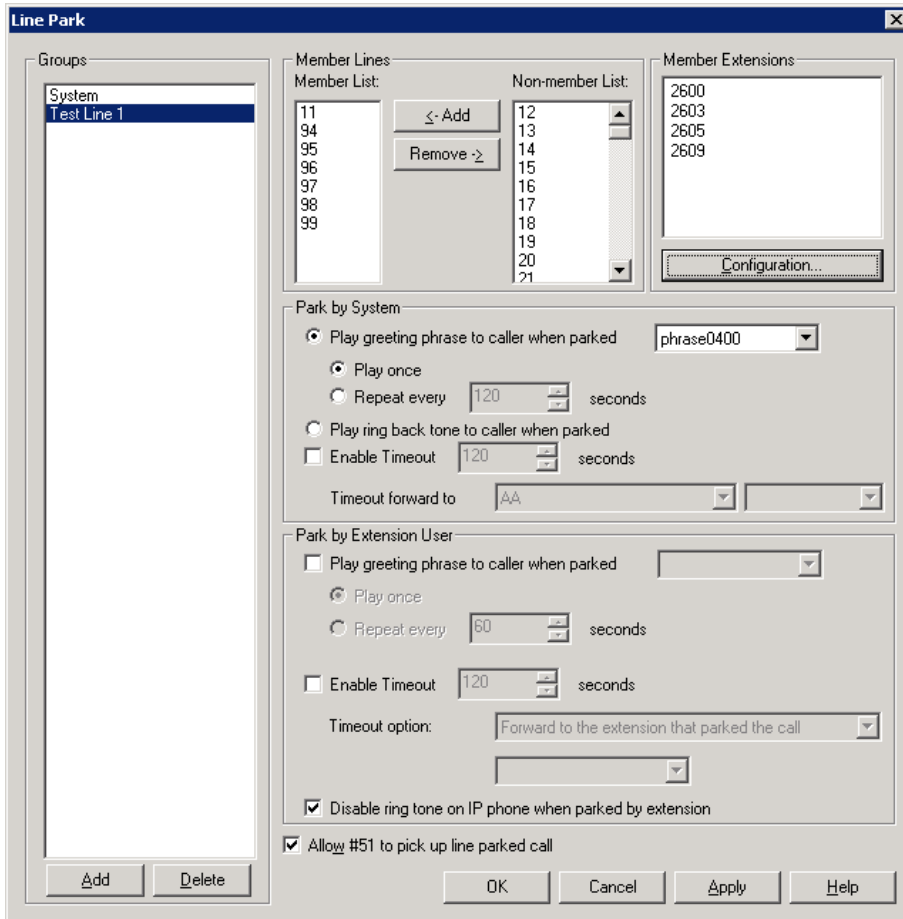 Line Park
Groups
System
Test Line 1
Add
Delete
Member Lines
Member List:
11
94
95
96
97
98
99
<- Add
Remove ->
Non-member List:
12
13
14
15
16
17
18
19
20
21
Member Extensions
2600
2603
2605
2609
Configuration...
Park by System
Play greeting phrase to caller when parked
phrase0400
Play once
Repeat every 120 seconds
Play ring back tone to caller when parked
Enable Timeout 120 seconds
Timeout forward to AA
Park by Extension User
Play greeting phrase to caller when parked
Play once
Repeat every 60 seconds
Enable Timeout 120 seconds
Timeout option: Forward to the extension that parked the call
Disable ring tone on IP phone when parked by extension
Allow #51 to pick up line parked call
OK
Cancel
Apply
Help